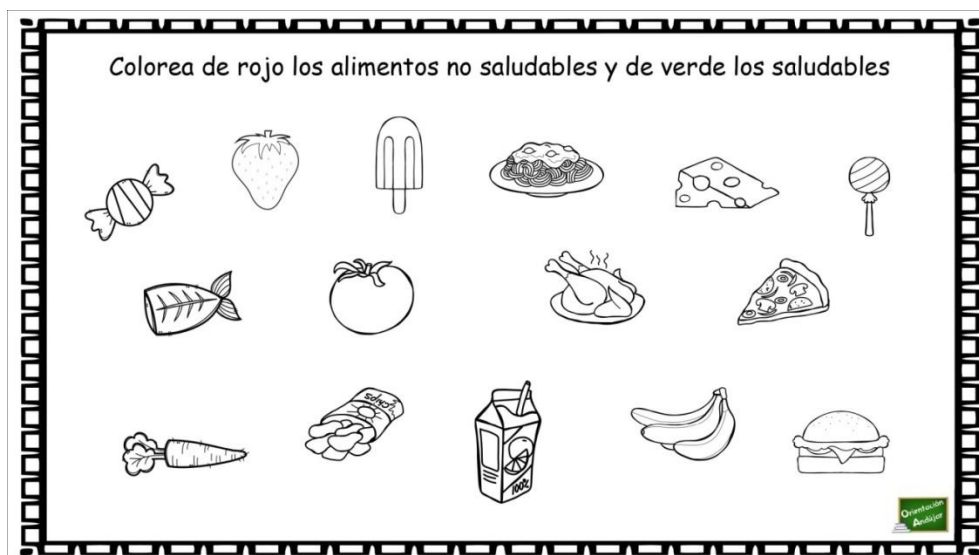 Colorea de rojo los alimentos no saludables y de verde los saludables
chips
100%
Orientación
Andújar